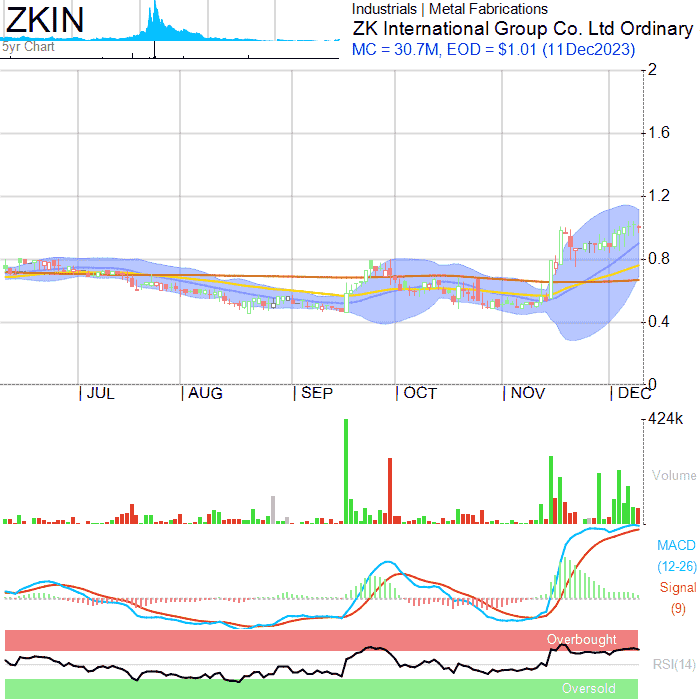 ZKIN
Industrials | Metal Fabrications
ZK International Group Co. Ltd Ordinary
MC = 30.7M, EOD = $1.01 (11Dec2023)
5yr Chart
2
1.6
1.2
0.8
0.4
0
JUL AUG SEP OCT NOV DEC
424k
Volume
MACD
(12-26)
Signal
(9)
Overbought
RSI(14)
Oversold